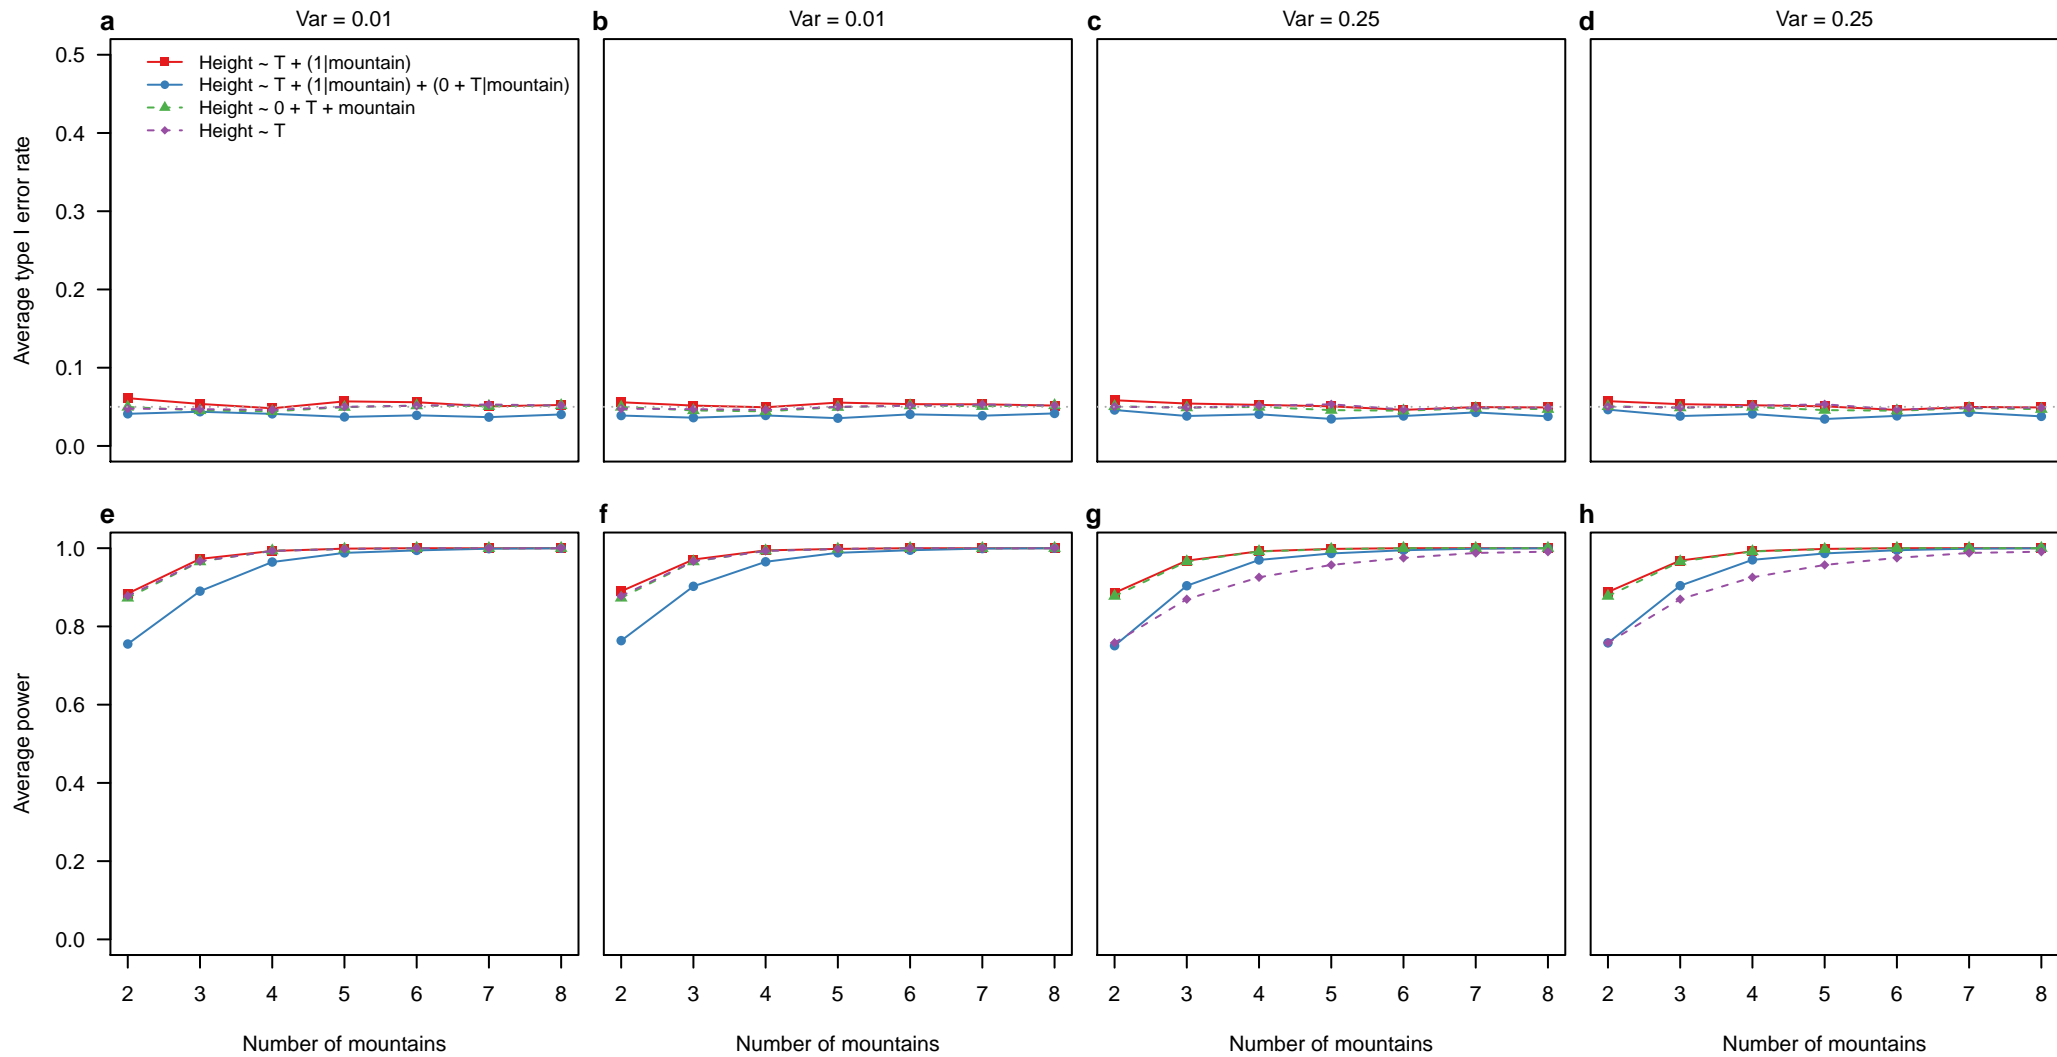 a
Var = 0.01
b
Var = 0.01
c
Var = 0.25
d
Var = 0.25
Average type I error rate
0.5
0.4
0.3
0.2
0.1
0.0
Height ~ T + (1|mountain)
Height ~ T + (1|mountain) + (0 + T|mountain)
Height ~ 0 + T + mountain
Height ~ T
e
f
g
h
Average power
1.0
0.8
0.6
0.4
0.2
0.0
2 3 4 5 6 7 8
2 3 4 5 6 7 8
2 3 4 5 6 7 8
2 3 4 5 6 7 8
Number of mountains
Number of mountains
Number of mountains
Number of mountains